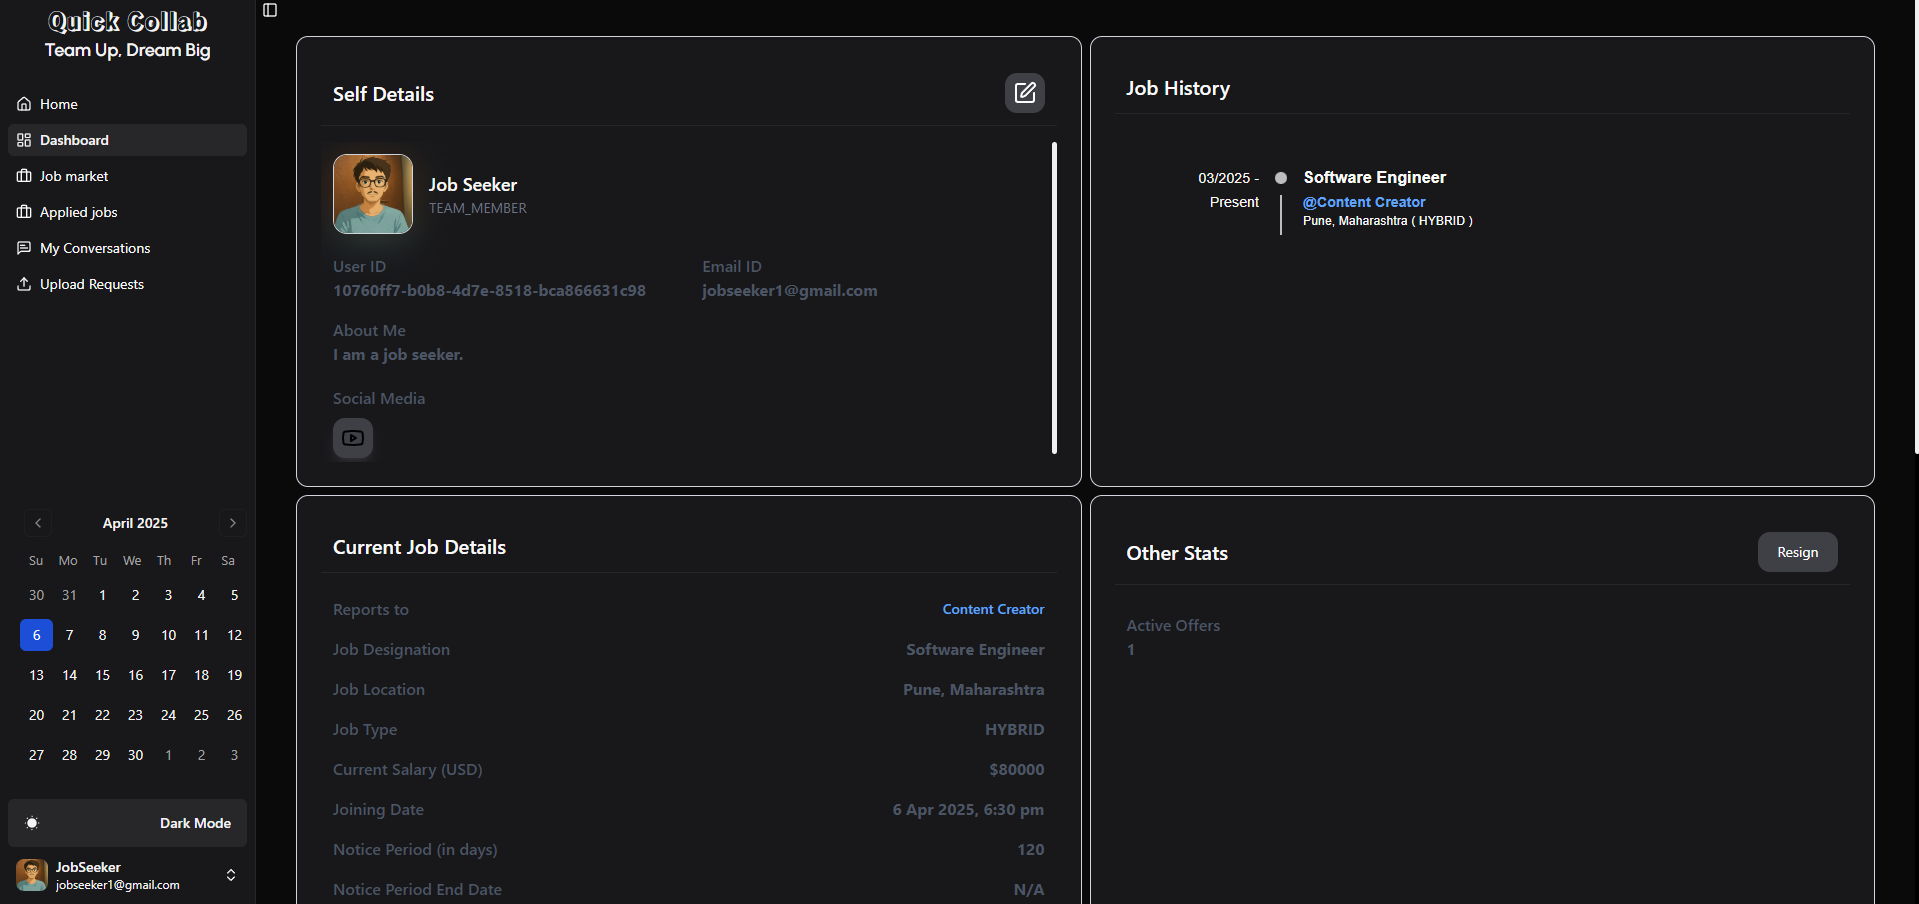 Quick Collab
Team Up, Dream Big
Home
Dashboard
Job market
Applied jobs
My Conversations
Upload Requests
April 2025
Su Mo Tu We Th Fr Sa
30 31 1 2 3 4 5
6 7 8 9 10 11 12
13 14 15 16 17 18 19
20 21 22 23 24 25 26
27 28 29 30 1 2 3
Dark Mode
JobSeeker
jobseeker1@gmail.com
Self Details
Job Seeker
TEAM_MEMBER
User ID
10760ff7-b0b8-4d7e-8518-bca866631c98
Email ID
jobseeker1@gmail.com
About Me
I am a job seeker.
Social Media
Job History
03/2025 -
Present
Software Engineer
@Content Creator
Pune, Maharashtra ( HYBRID )
Current Job Details
Reports to Content Creator
Job Designation Software Engineer
Job Location Pune, Maharashtra
Job Type HYBRID
Current Salary (USD) $80000
Joining Date 6 Apr 2025, 6:30 pm
Notice Period (in days) 120
Notice Period End Date N/A
Other Stats
Resign
Active Offers
1